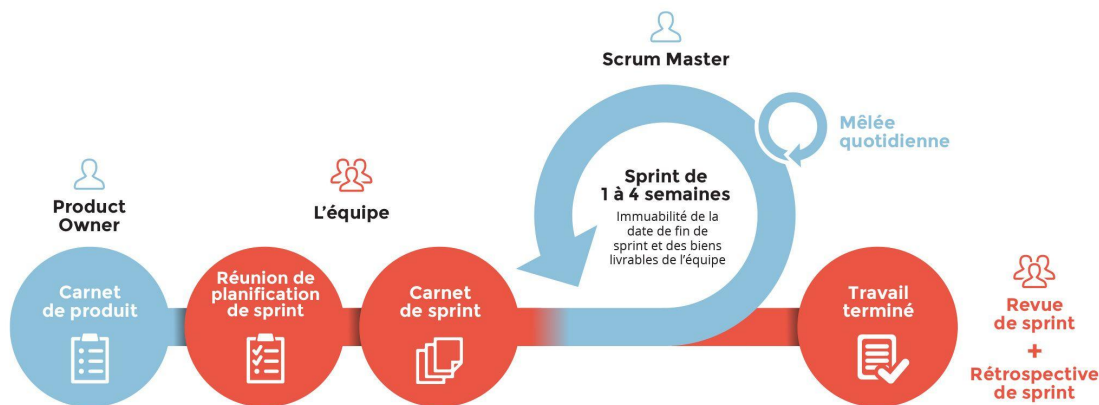 Scrum Master
Mêlée
quotidienne
Sprint de
1 à 4 semaines
Immuabilité de la
date de fin de
sprint et des biens
livrables de l’équipe
Product
Owner
L’équipe
Carnet
de produit
Réunion de
planification
de sprint
Carnet
de sprint
Travail
terminé
Revue
de sprint
+
Rétrospective
de sprint